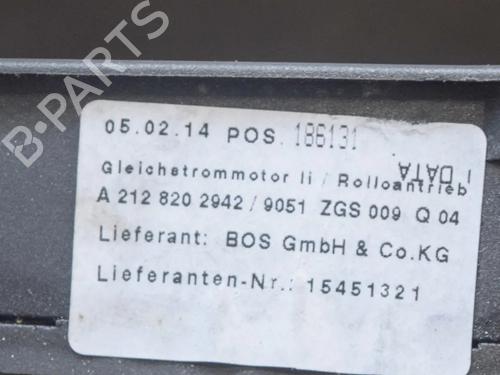 B-PARTS
05.02.14 POS. 186131
Gleichstrommotor li / Rolloantrieb
DATA
A 212 820 2942 / 9051 ZGS 009 Q 04
Lieferant: BOS GmbH & Co.KG
Lieferanten-Nr.: 15451321